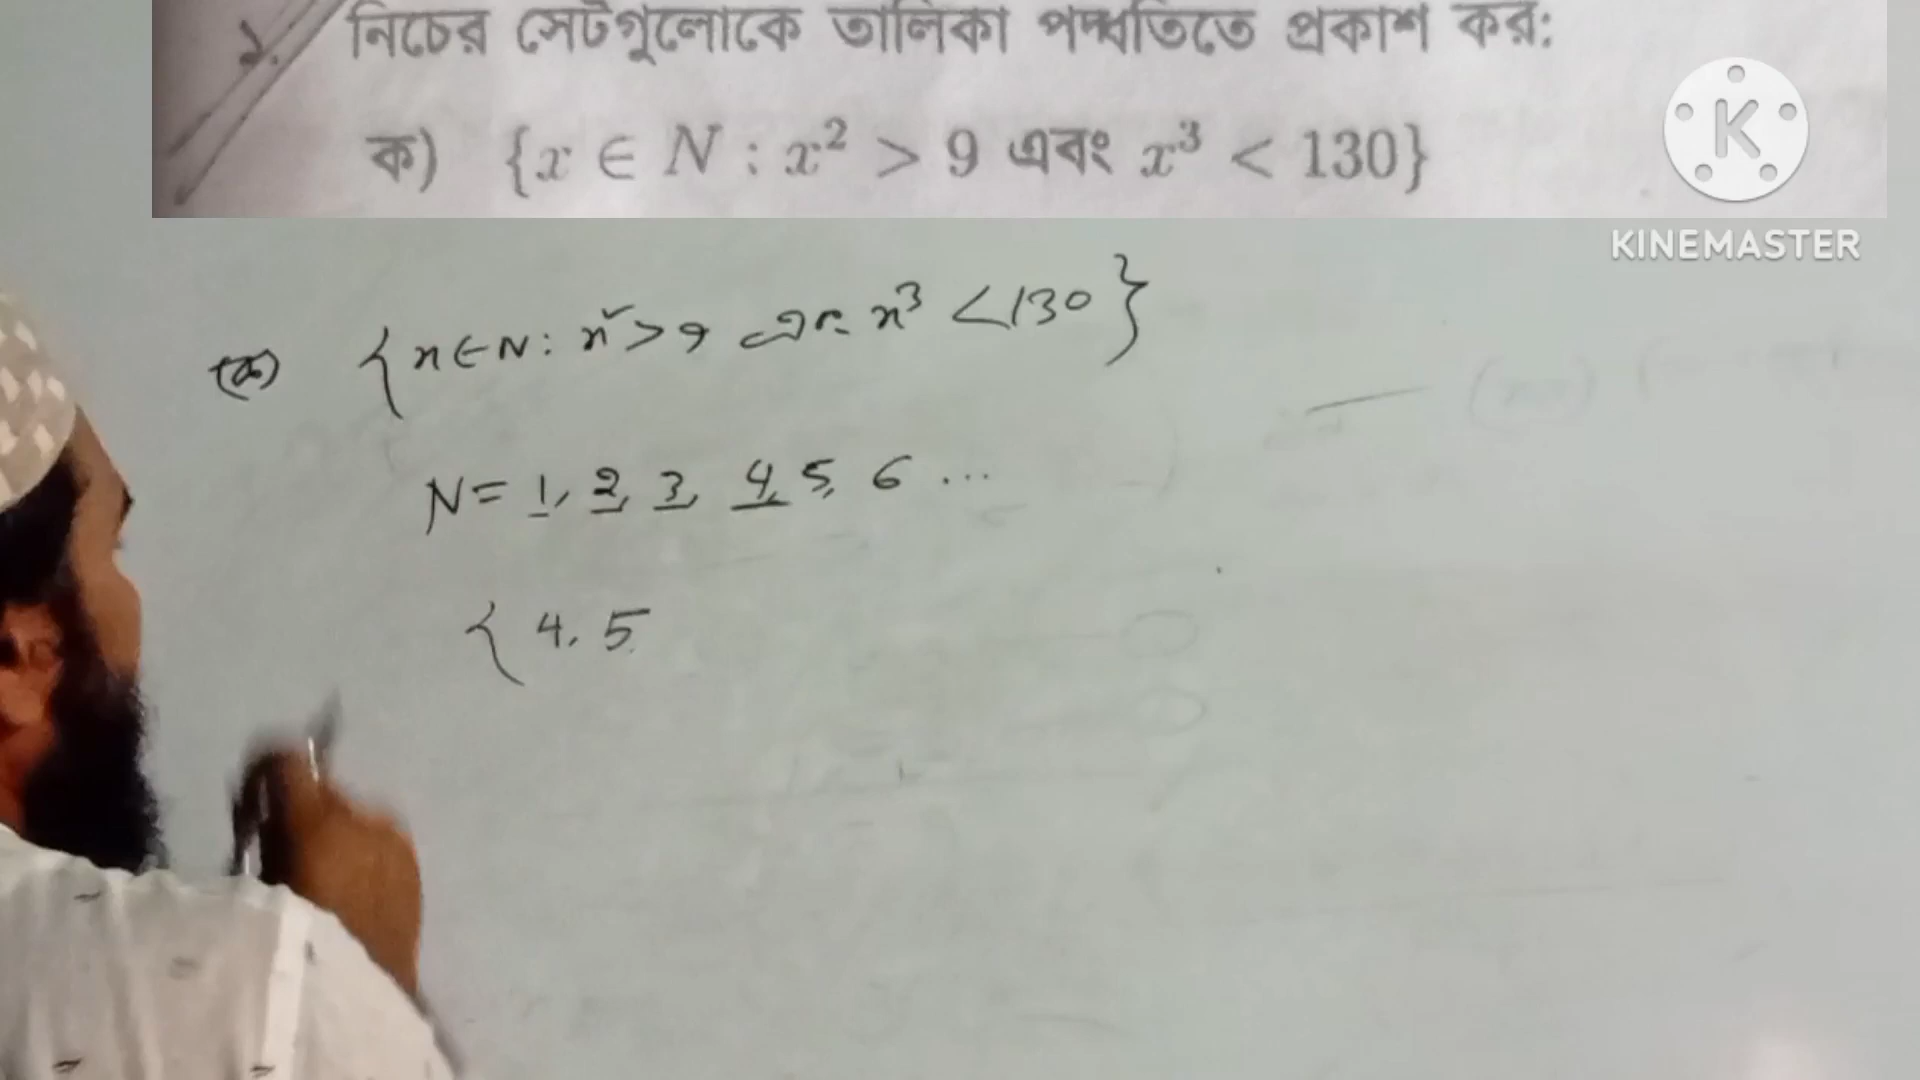 ১. নিচের সেটগুলোকে তালিকা পদ্ধতিতে প্রকাশ কর:
ক) {x ∈ N : x² > 9 এবং x³ < 130}
K
KINEMASTER
(ক) {x ∈ N : x² > 9 এবং x³ < 130}
N = 1, 2, 3, 4, 5, 6 ...
{ 4, 5